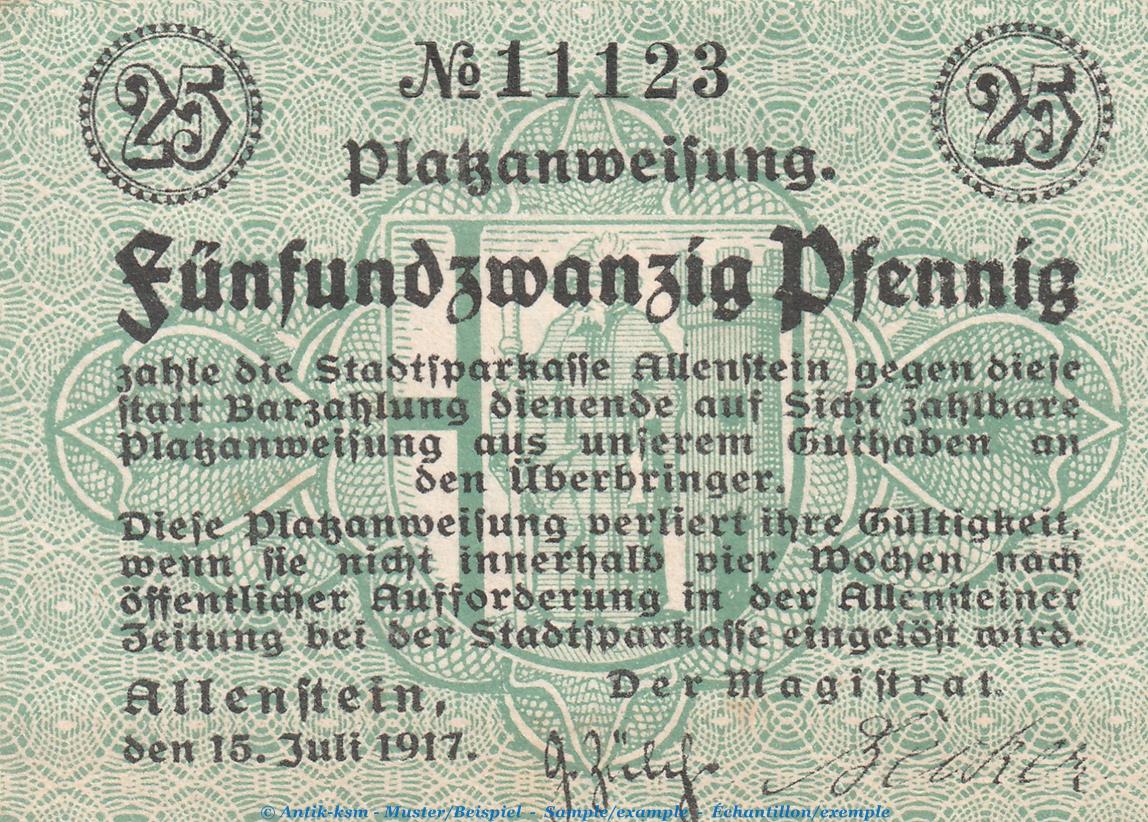 25 № 11123 25
Platzanweisung.
Fünfundzwanzig Pfennig
zahle die Stadtsparkasse Allenstein gegen diese
statt Barzahlung dienende auf Sicht zahlbare
Platzanweisung aus unserem Guthaben an
den Überbringer.
Diese Platzanweisung verliert ihre Gültigkeit,
wenn sie nicht innerhalb vier Wochen nach
öffentlicher Aufforderung in der Allensteiner
Zeitung bei der Stadtsparkasse eingelöst wird.
Allenstein,
den 15. Juli 1917.
Der Magistrat.
G. Zülch
© Antik-ksm - Muster/Beispiel - Sample/example - Échantillon/exemple